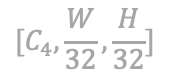 [C₄, W/32, H/32]